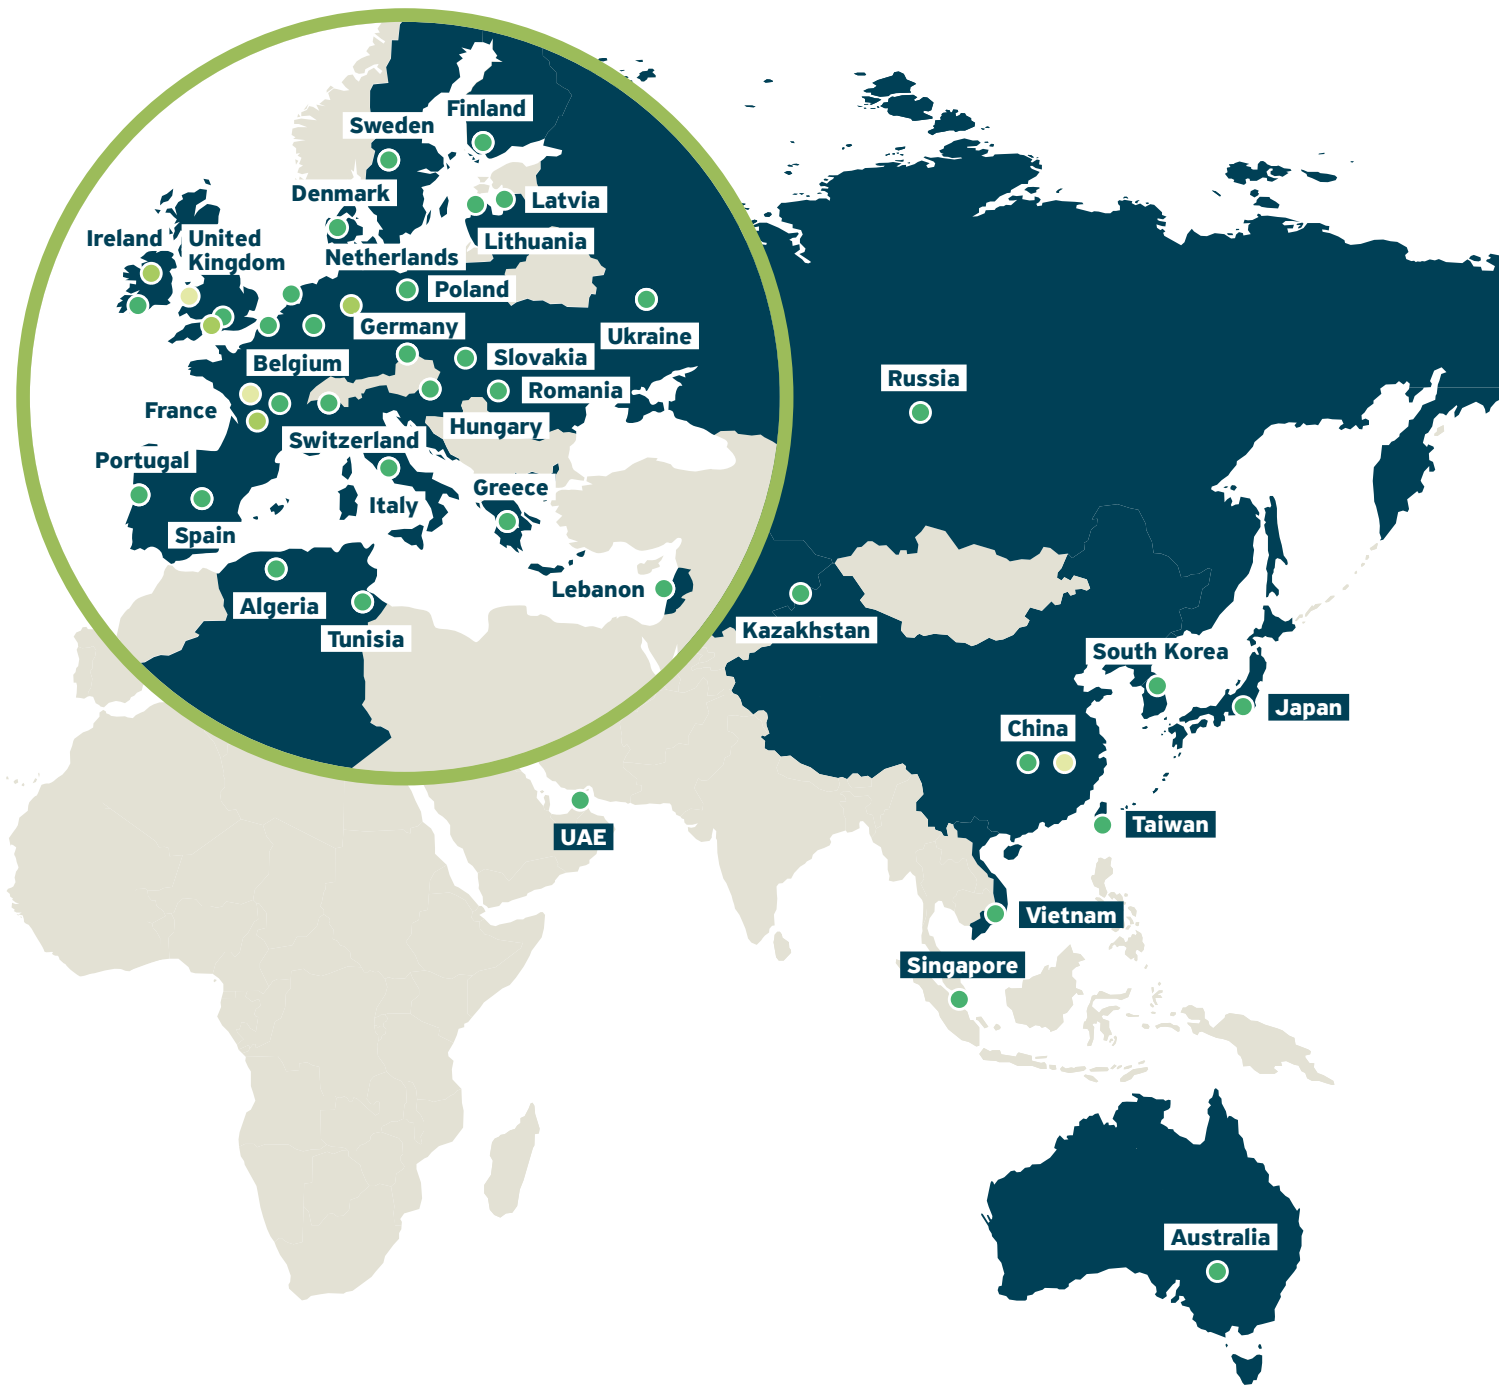 Finland
Sweden
Denmark
Latvia
Ireland
United
Kingdom
Lithuania
Netherlands
Poland
Germany
Ukraine
Belgium
Slovakia
Russia
Romania
France
Hungary
Switzerland
Portugal
Greece
Italy
Spain
Lebanon
Algeria
Kazakhstan
Tunisia
South Korea
Japan
China
Taiwan
UAE
Vietnam
Singapore
Australia